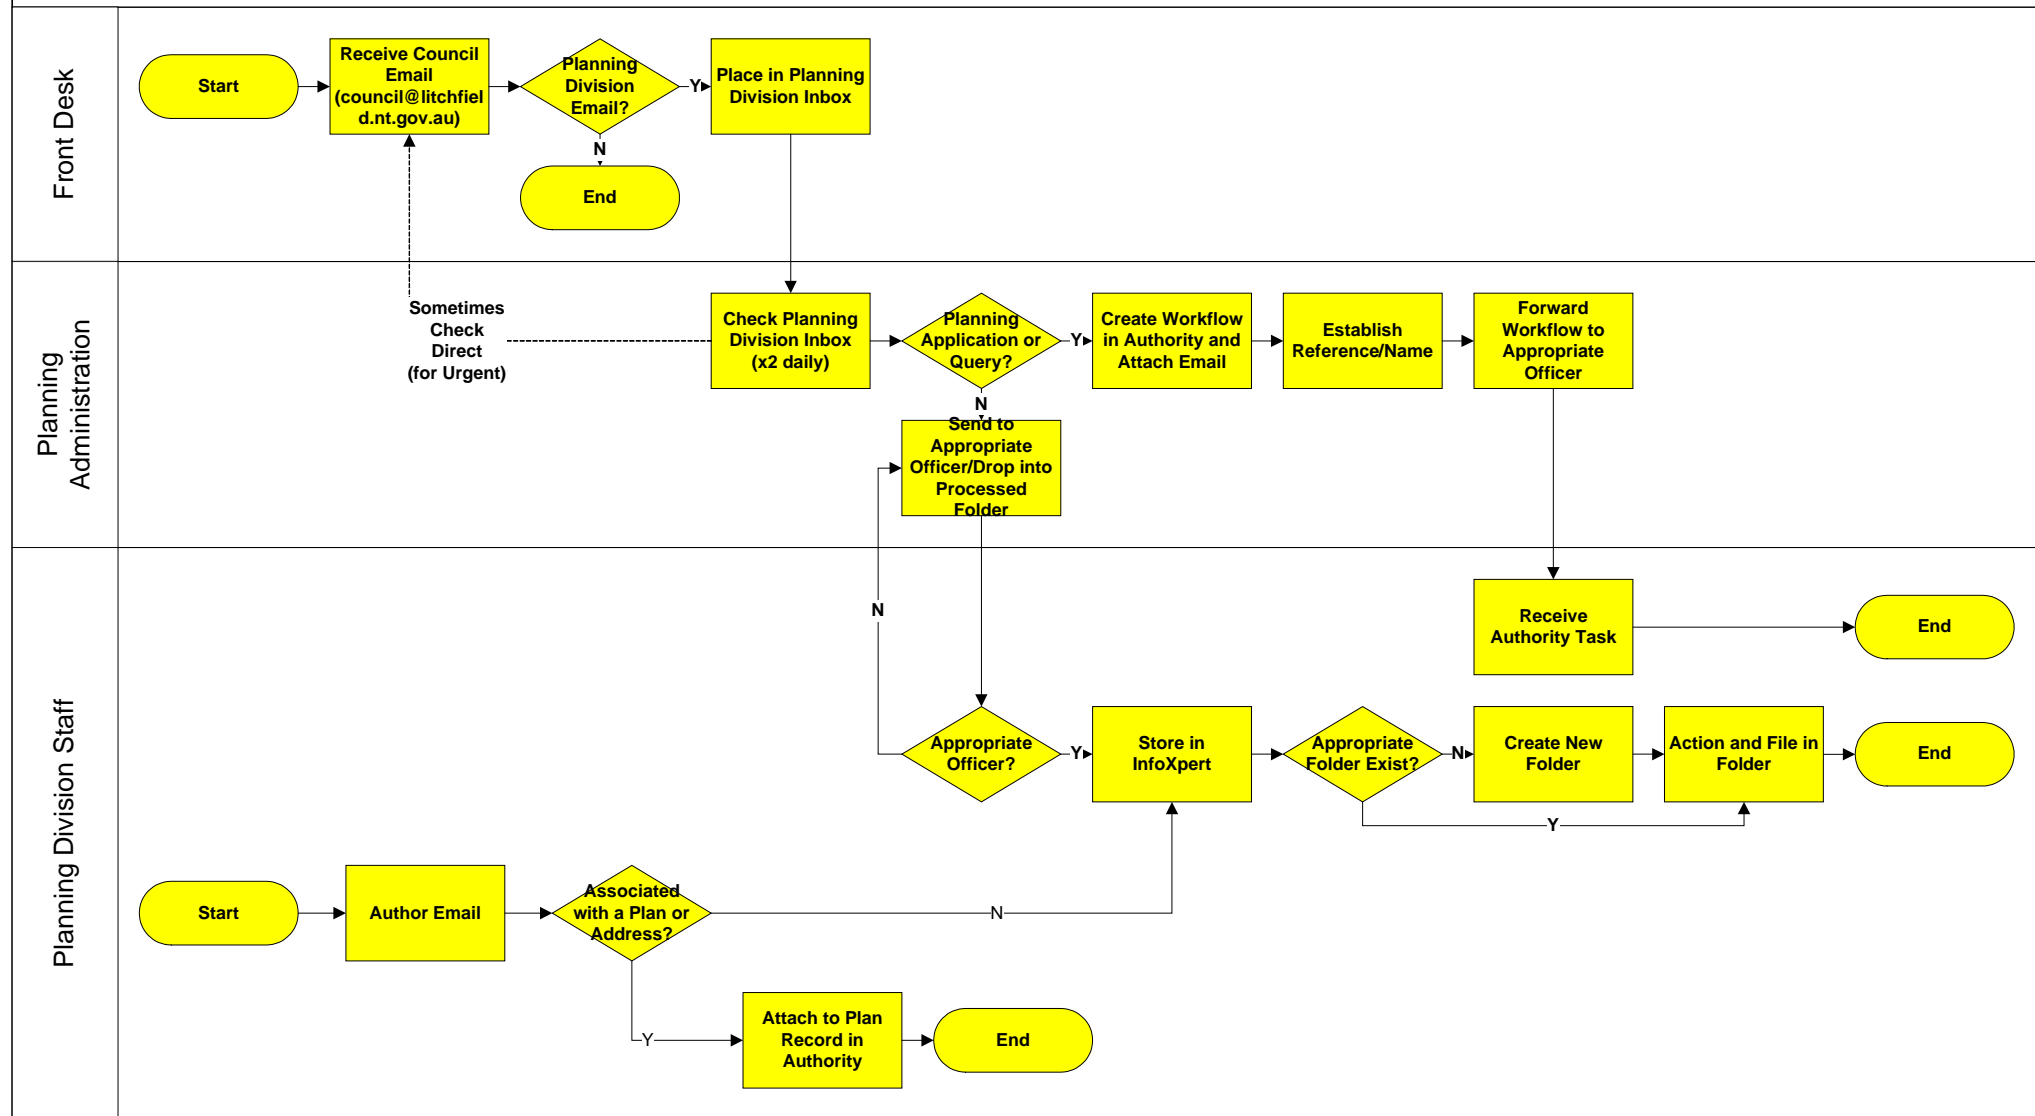 Front Desk
Start
Receive Council
Email
(council@litchfiel
d.nt.gov.au)
Planning
Division
Email?
Y
Place in Planning
Division Inbox
N
End
Planning
Administration
Sometimes
Check
Direct
(for Urgent)
Check Planning
Division Inbox
(x2 daily)
Planning
Application or
Query?
Y
Create Workflow
in Authority and
Attach Email
Establish
Reference/Name
Forward
Workflow to
Appropriate
Officer
N
Send to
Appropriate
Officer/Drop into
Processed
Folder
Planning Division Staff
N
Receive
Authority Task
End
Appropriate
Officer?
Y
Store in
InfoXpert
Appropriate
Folder Exist?
N
Create New
Folder
Action and File in
Folder
End
Y
Start
Author Email
Associated
with a Plan or
Address?
N
Y
Attach to Plan
Record in
Authority
End